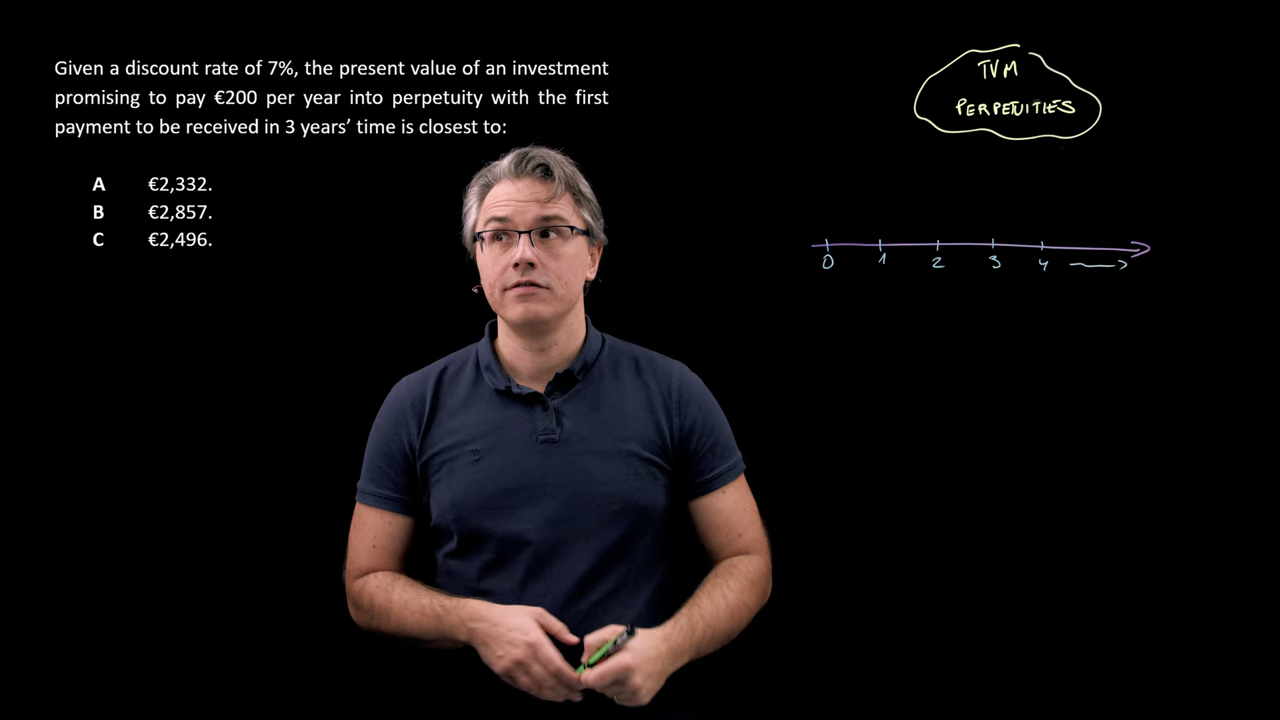 Given a discount rate of 7%, the present value of an investment
promising to pay €200 per year into perpetuity with the first
payment to be received in 3 years’ time is closest to:
A €2,332.
B €2,857.
C €2,496.
TVM
PERPENITIES
0 1 2 3 4